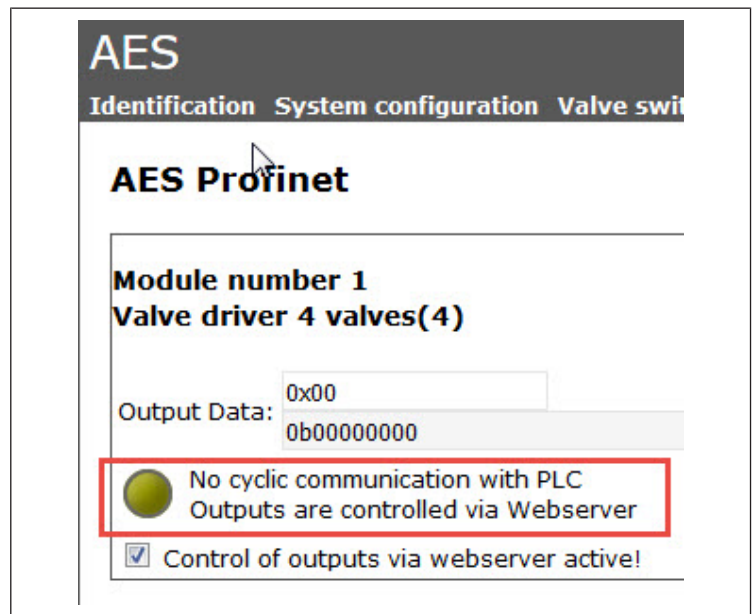 AES
Identification System configuration Valve swit
AES Profinet
Module number 1
Valve driver 4 valves(4)
Output Data:
0x00
0b00000000
No cyclic communication with PLC
Outputs are controlled via Webserver
Control of outputs via webserver active!